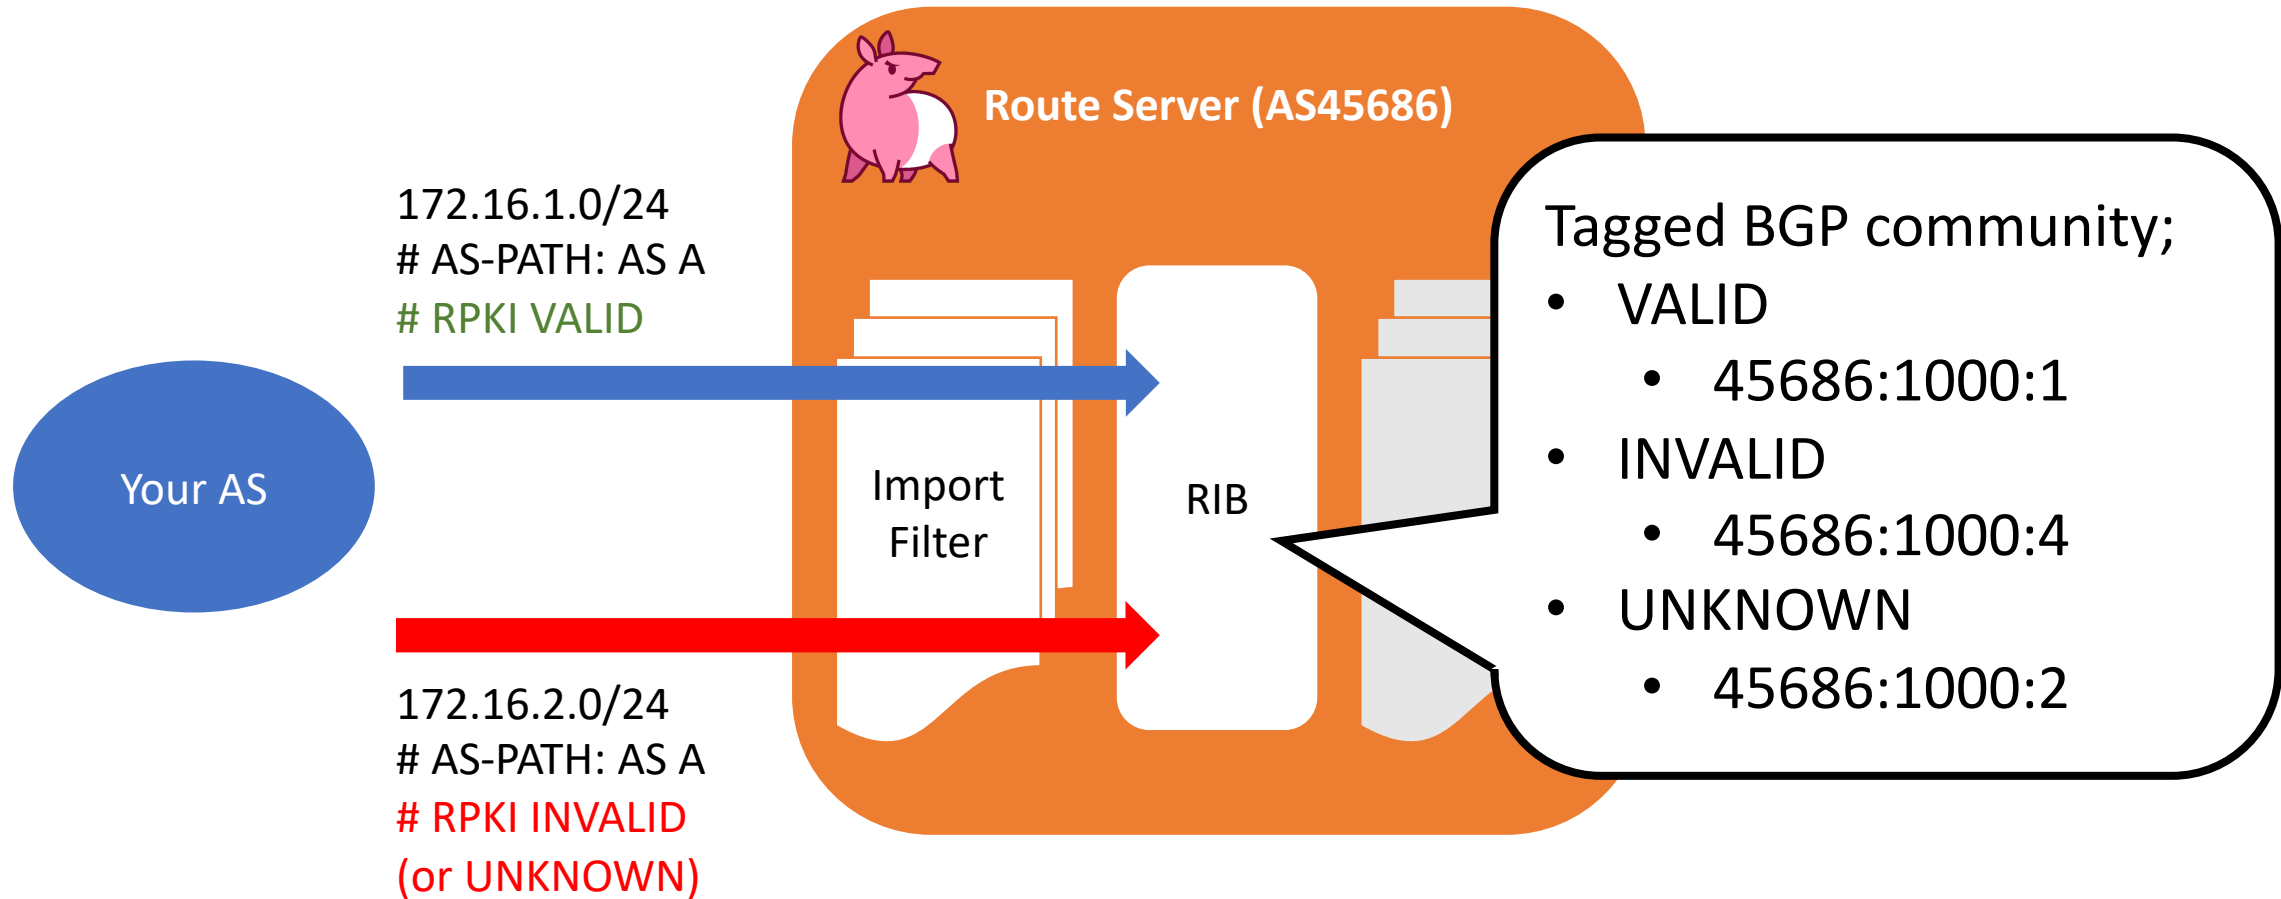 Route Server (AS45686)
172.16.1.0/24
# AS-PATH: AS A
# RPKI VALID
Your AS
Import
Filter
RIB
172.16.2.0/24
# AS-PATH: AS A
# RPKI INVALID
(or UNKNOWN)
Tagged BGP community;
• VALID
• 45686:1000:1
• INVALID
• 45686:1000:4
• UNKNOWN
• 45686:1000:2